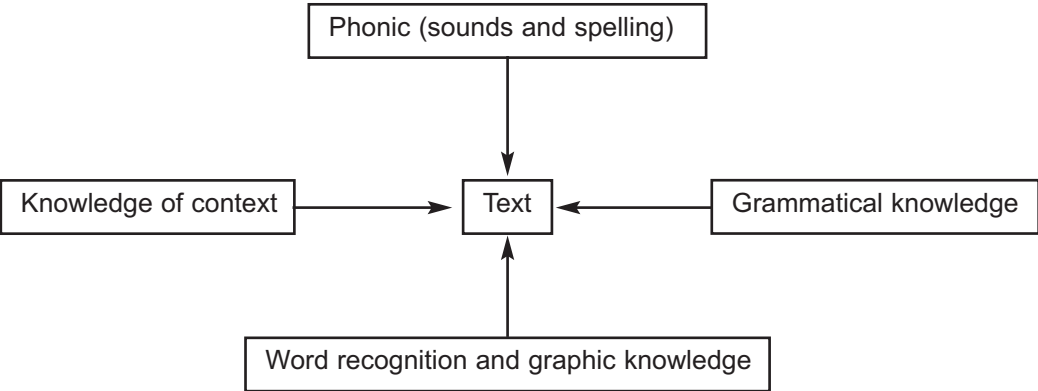 Phonic (sounds and spelling)
Knowledge of context
Text
Grammatical knowledge
Word recognition and graphic knowledge